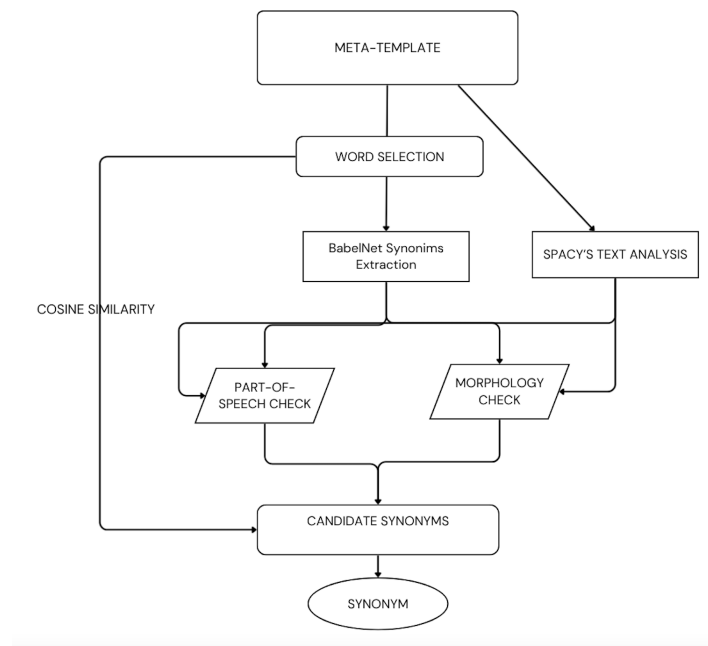 META-TEMPLATE
WORD SELECTION
BabelNet Synonims
Extraction
SPACY'S TEXT ANALYSIS
COSINE SIMILARITY
PART-OF-
SPEECH CHECK
MORPHOLOGY
CHECK
CANDIDATE SYNONYMS
SYNONYM